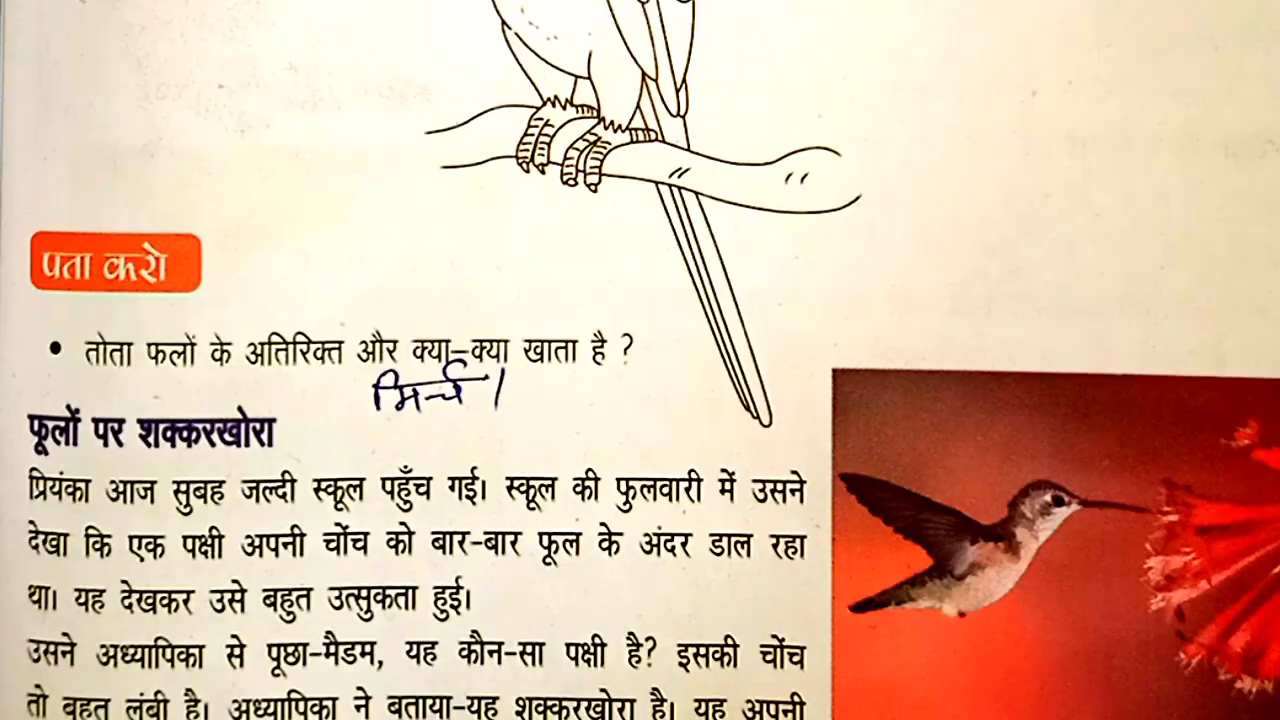 पता करो
• तोता फलों के अतिरिक्त और क्या-क्या खाता है ?
मिर्च।
फूलों पर शक्करखोरा
प्रियंका आज सुबह जल्दी स्कूल पहुँच गई। स्कूल की फुलवारी में उसने
देखा कि एक पक्षी अपनी चोंच को बार-बार फूल के अंदर डाल रहा
था। यह देखकर उसे बहुत उत्सुकता हुई।
उसने अध्यापिका से पूछा-मैडम, यह कौन-सा पक्षी है? इसकी चोंच
तो बहुत लंबी है। अध्यापिका ने बताया-यह शक्करखोरा है। यह अपनी